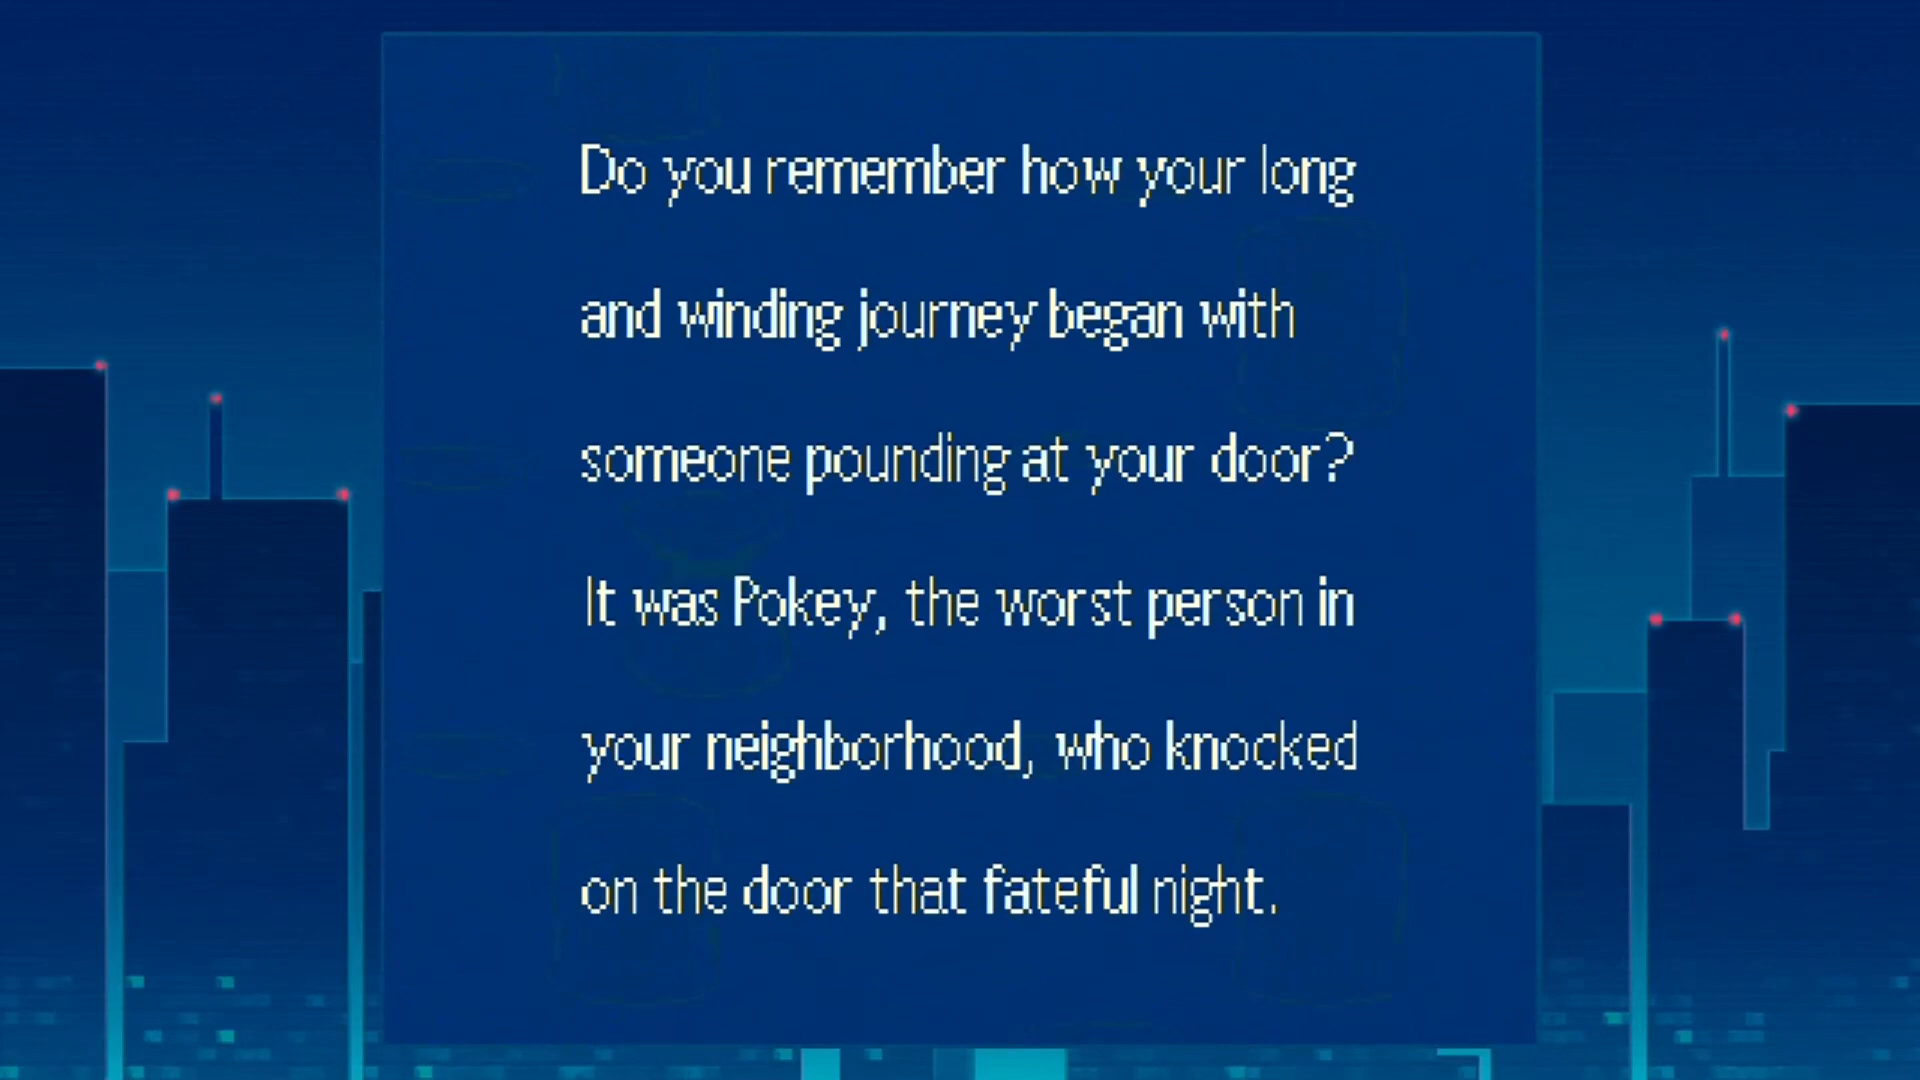 Do you remember how your long
and winding journey began with
someone pounding at your door?
It was Pokey, the worst person in
your neighborhood, who knocked
on the door that fateful night.